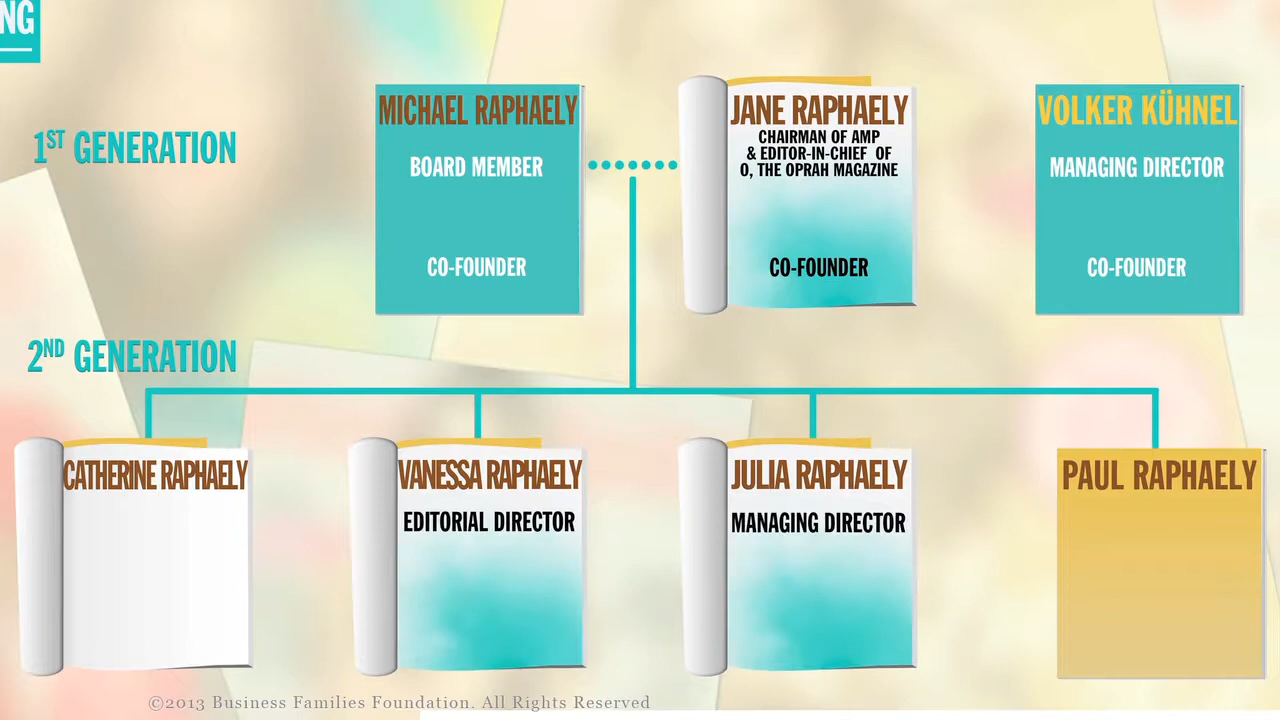 NG
1ST GENERATION
MICHAEL RAPHAELY
BOARD MEMBER
CO-FOUNDER
JANE RAPHAELY
CHAIRMAN OF AMP
& EDITOR-IN-CHIEF OF
O, THE OPRAH MAGAZINE
CO-FOUNDER
VOLKER KÜHNEL
MANAGING DIRECTOR
CO-FOUNDER
2ND GENERATION
CATHERINE RAPHAELY
VANESSA RAPHAELY
EDITORIAL DIRECTOR
JULIA RAPHAELY
MANAGING DIRECTOR
PAUL RAPHAELY
©2013 Business Families Foundation. All Rights Reserved